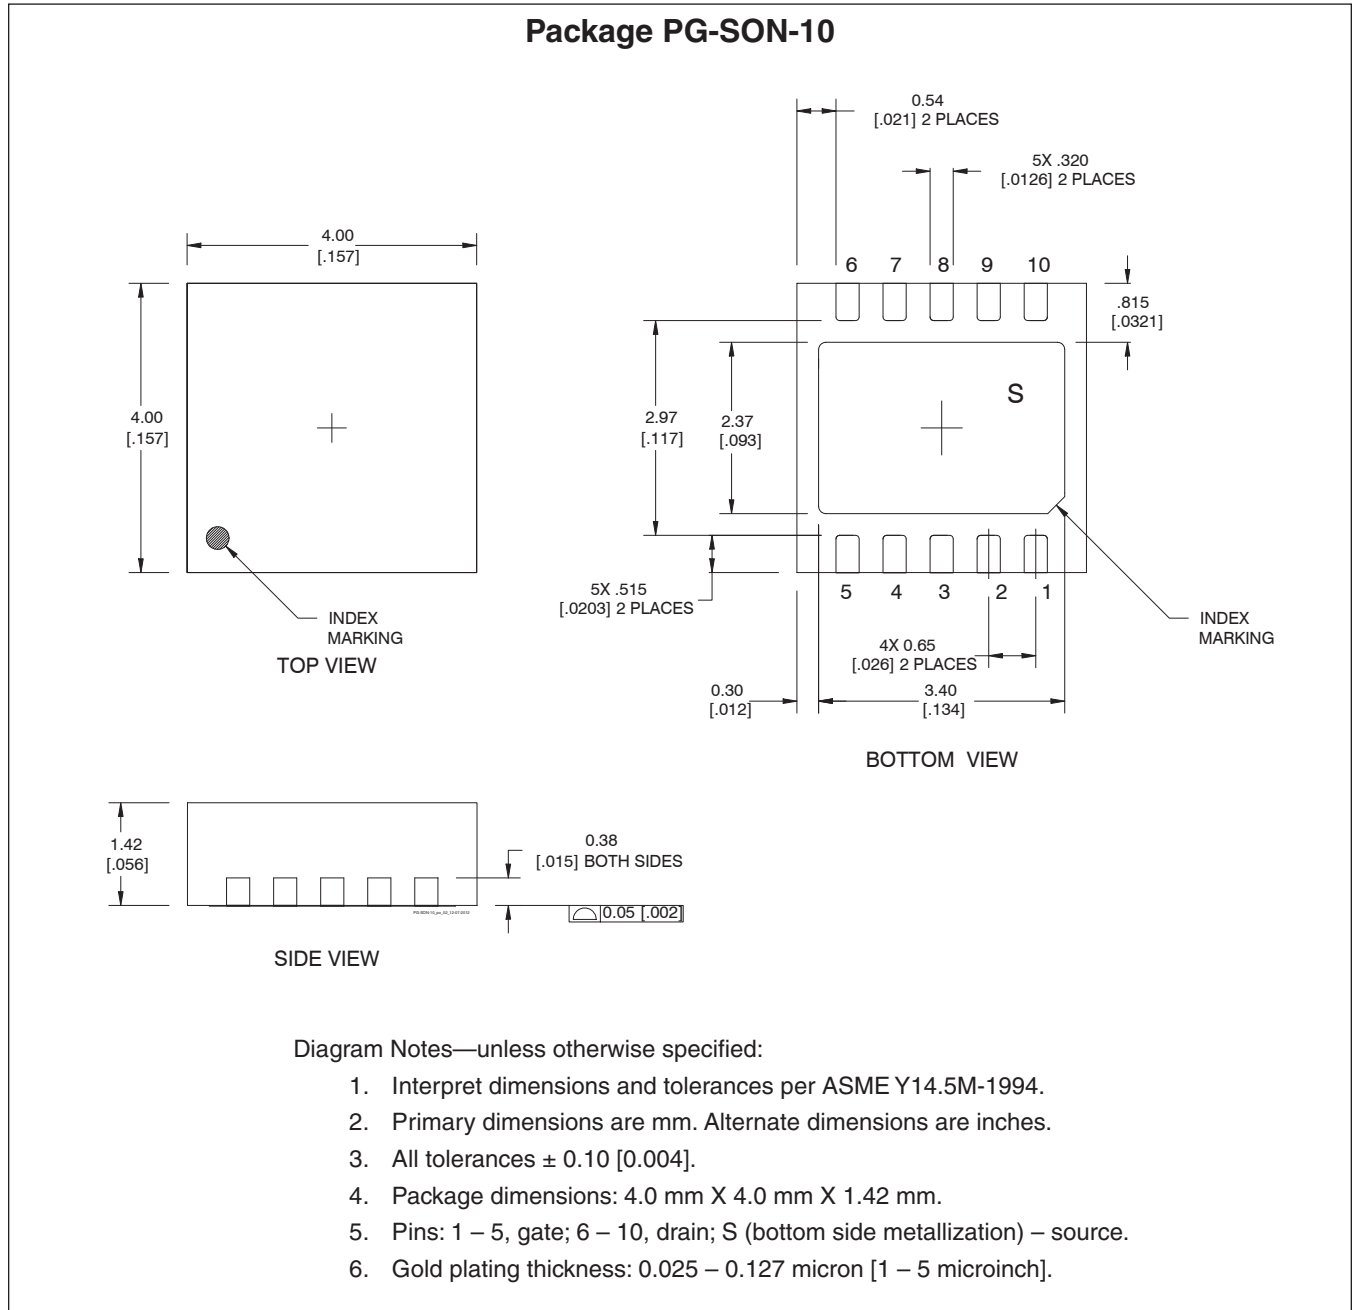 Package PG-SON-10
0.54
[.021] 2 PLACES
5X .320
[.0126] 2 PLACES
4.00
[.157]
6 7 8 9 10
.815
[.0321]
4.00
[.157]
2.97
[.117]
2.37
[.093]
S
5X .515
[.0203] 2 PLACES
5 4 3 2 1
INDEX
MARKING
TOP VIEW
INDEX
MARKING
4X 0.65
[.026] 2 PLACES
0.30
[.012]
3.40
[.134]
BOTTOM VIEW
1.42
[.056]
0.38
[.015] BOTH SIDES
0.05 [.002]
SIDE VIEW
Diagram Notes—unless otherwise specified:
1. Interpret dimensions and tolerances per ASME Y14.5M-1994.
2. Primary dimensions are mm. Alternate dimensions are inches.
3. All tolerances ± 0.10 [0.004].
4. Package dimensions: 4.0 mm X 4.0 mm X 1.42 mm.
5. Pins: 1 – 5, gate; 6 – 10, drain; S (bottom side metallization) – source.
6. Gold plating thickness: 0.025 – 0.127 micron [1 – 5 microinch].